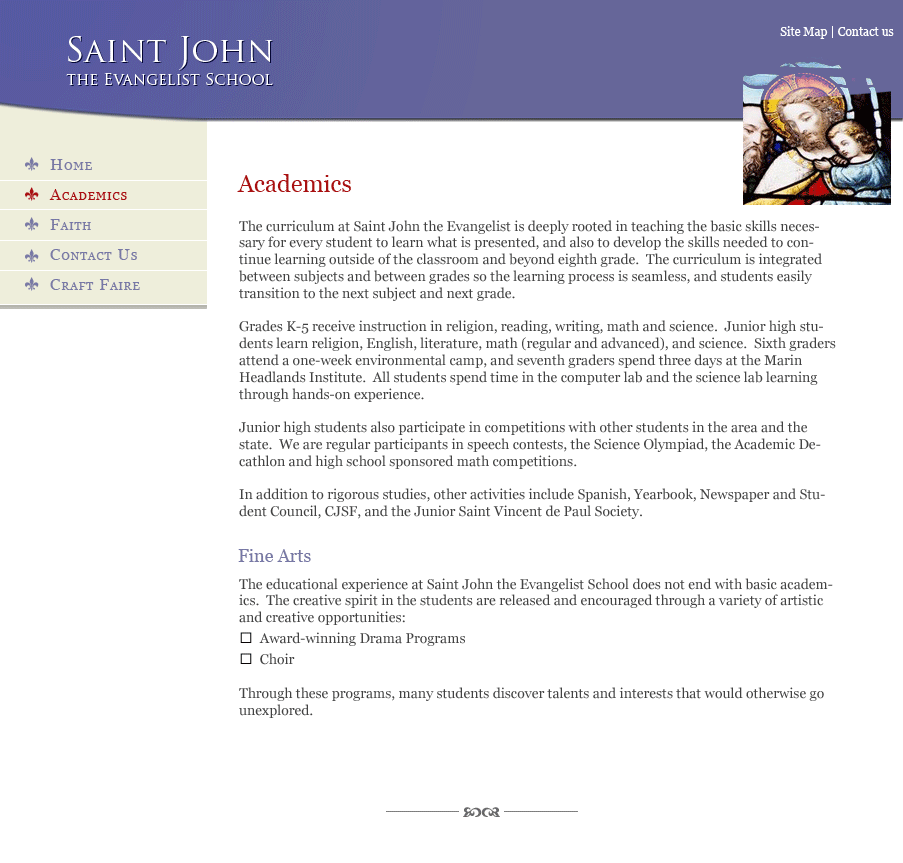 Site Map | Contact us
SAINT JOHN
THE EVANGELIST SCHOOL
HOME
ACADEMICS
FAITH
CONTACT US
CRAFT FAIRE
Academics
The curriculum at Saint John the Evangelist is deeply rooted in teaching the basic skills neces-
sary for every student to learn what is presented, and also to develop the skills needed to con-
tinue learning outside of the classroom and beyond eighth grade.  The curriculum is integrated
between subjects and between grades so the learning process is seamless, and students easily
transition to the next subject and next grade.
Grades K-5 receive instruction in religion, reading, writing, math and science.  Junior high stu-
dents learn religion, English, literature, math (regular and advanced), and science.  Sixth graders
attend a one-week environmental camp, and seventh graders spend three days at the Marin
Headlands Institute.  All students spend time in the computer lab and the science lab learning
through hands-on experience.
Junior high students also participate in competitions with other students in the area and the
state.  We are regular participants in speech contests, the Science Olympiad, the Academic De-
cathlon and high school sponsored math competitions.
In addition to rigorous studies, other activities include Spanish, Yearbook, Newspaper and Stu-
dent Council, CJSF, and the Junior Saint Vincent de Paul Society.
Fine Arts
The educational experience at Saint John the Evangelist School does not end with basic academ-
ics.  The creative spirit in the students are released and encouraged through a variety of artistic
and creative opportunities:
☐ Award-winning Drama Programs
☐ Choir
Through these programs, many students discover talents and interests that would otherwise go
unexplored.